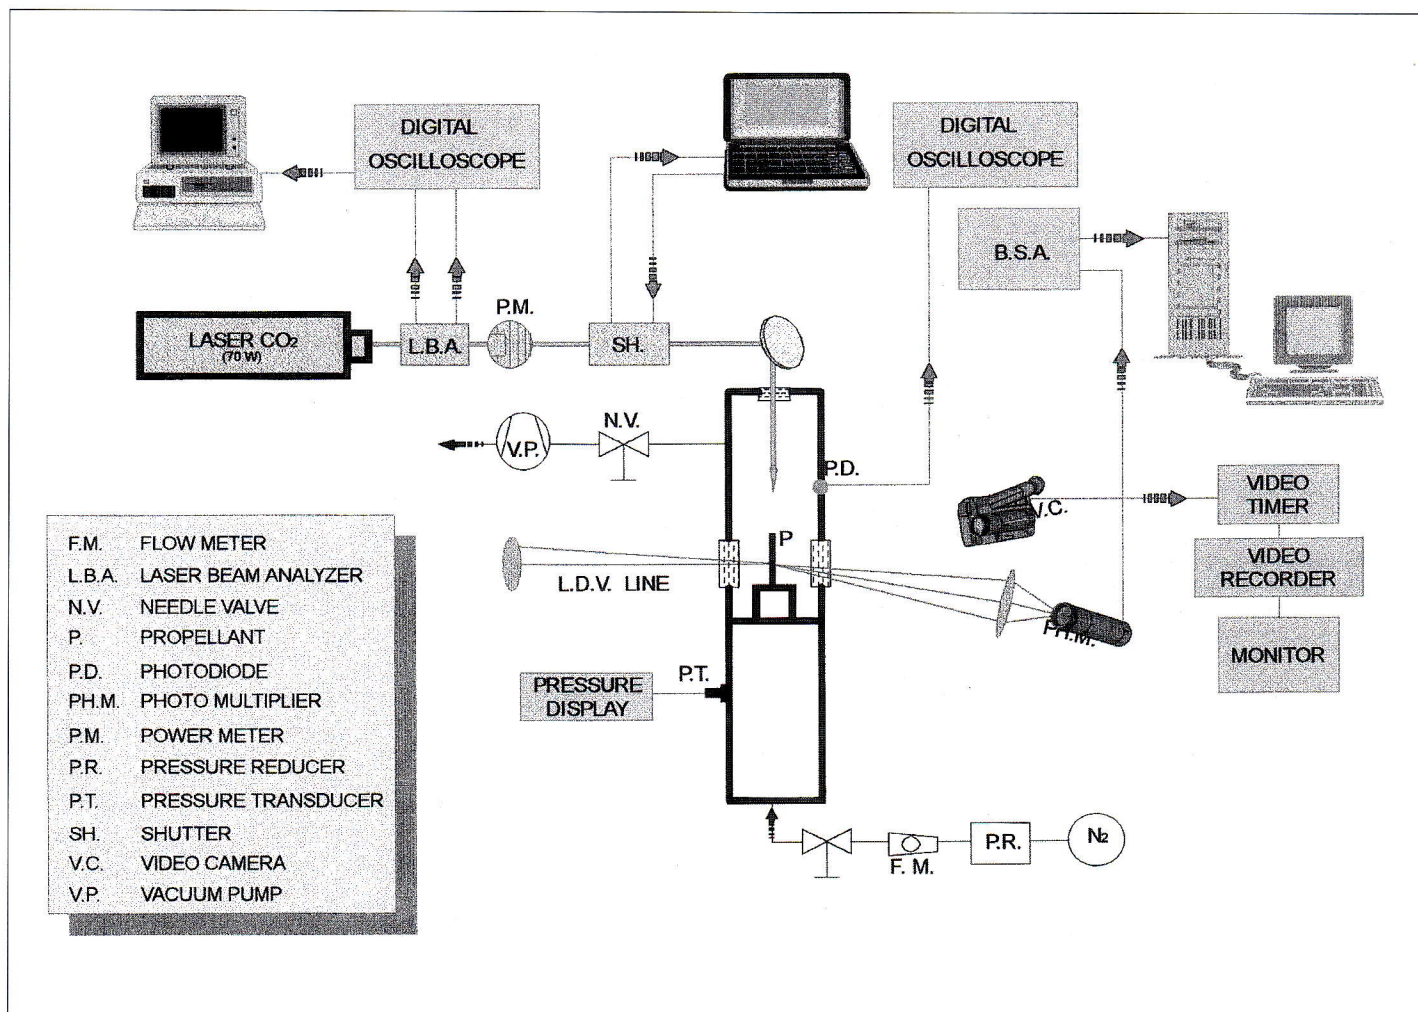 DIGITAL
OSCILLOSCOPE
DIGITAL
OSCILLOSCOPE
B.S.A.
P.M.
LASER CO₂
(70 W)
L.B.A.
SH.
N.V.
V.P.
P.D.
V.C.
VIDEO
TIMER
VIDEO
RECORDER
MONITOR
P
L.D.V. LINE
PH.M.
P.T.
PRESSURE
DISPLAY
F. M.
P.R.
N₂
F.M. FLOW METER
L.B.A. LASER BEAM ANALYZER
N.V. NEEDLE VALVE
P. PROPELLANT
P.D. PHOTODIODE
PH.M. PHOTO MULTIPLIER
P.M. POWER METER
P.R. PRESSURE REDUCER
P.T. PRESSURE TRANSDUCER
SH. SHUTTER
V.C. VIDEO CAMERA
V.P. VACUUM PUMP